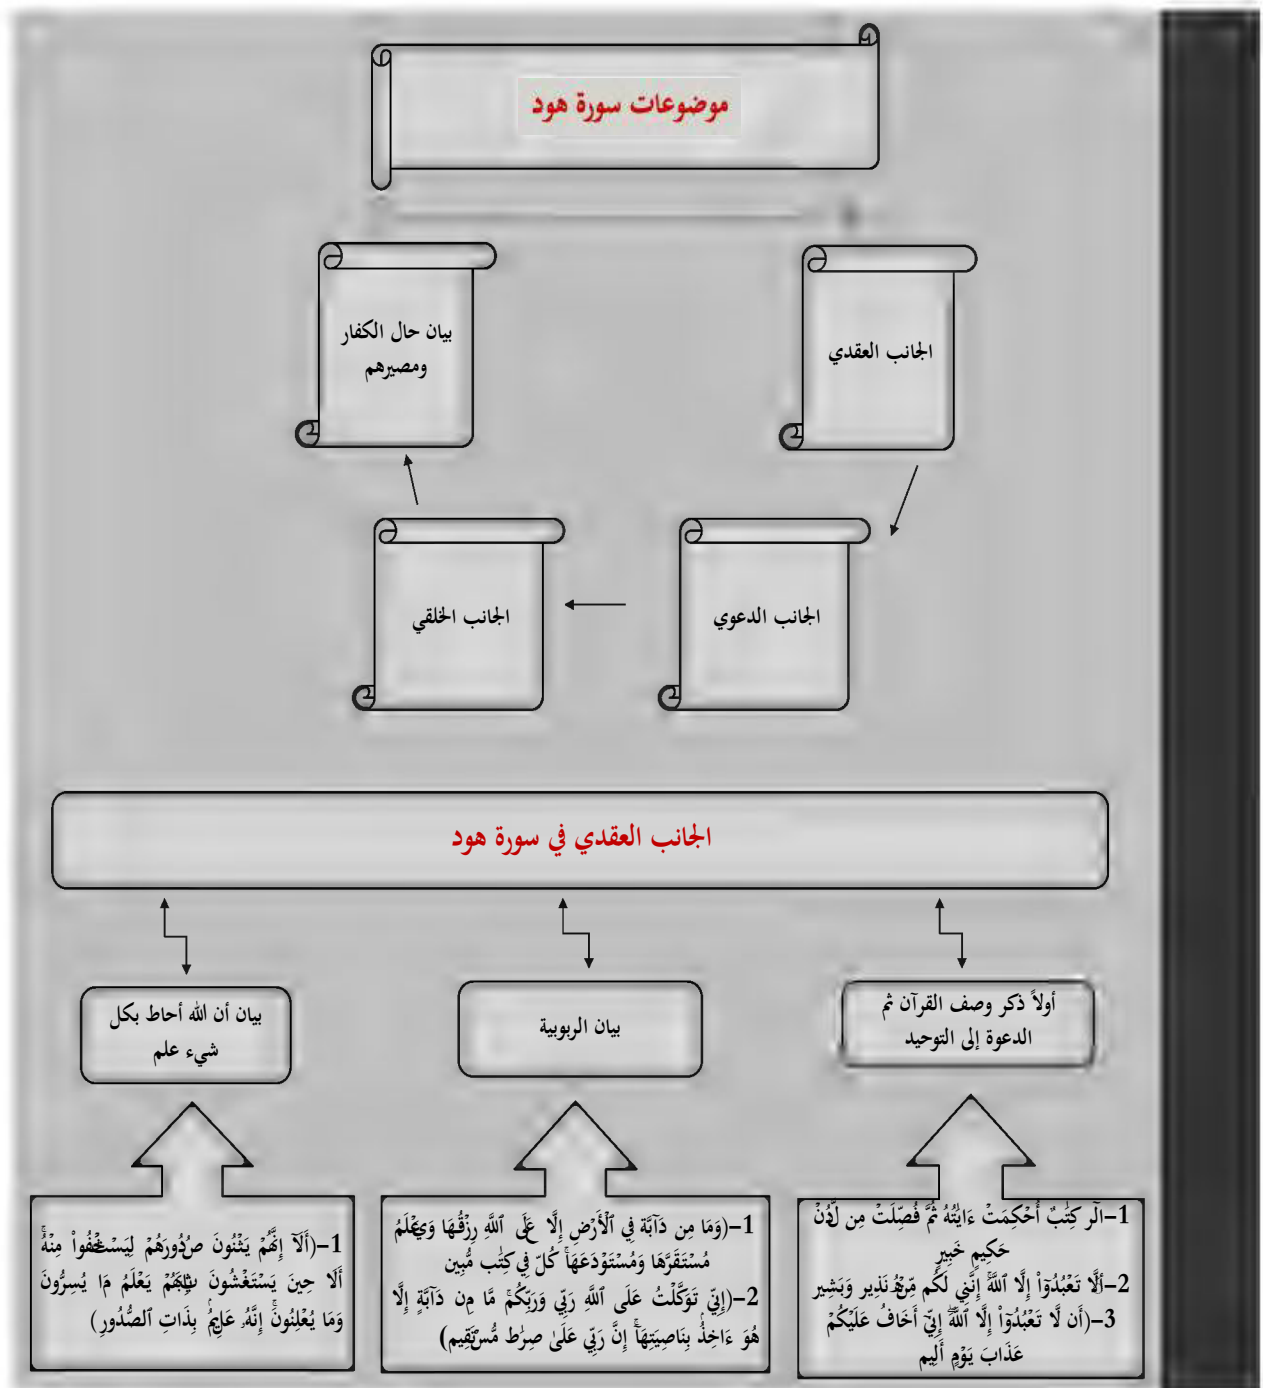 موضوعات سورة هود
الجانب العقدي
بيان حال الكفار
ومصيرهم
الجانب الدعوي
الجانب الخلقي
الجانب العقدي في سورة هود
أولاً ذكر وصف القرآن ثم
الدعوة إلى التوحيد
بيان الربوبية
بيان أن الله أحاط بكل
شيء علم
1-الٓر كِتَٰبٌ أُحۡكِمَتۡ ءَايَٰتُهُۥ ثُمَّ فُصِّلَتۡ مِن لَّدُنۡ
حَكِيمٍ خَبِيرٍ
2-أَلَّا تَعۡبُدُوٓاْ إِلَّا ٱللَّهَۚ إِنَّنِي لَكُم مِّنۡهُ نَذِير وَبَشِير
3-(أَن لَّا تَعۡبُدُوٓاْ إِلَّا ٱللَّهَۖ إِنِّيٓ أَخَافُ عَلَيۡكُمۡ
عَذَابَ يَوۡمٍ أَلِيم
1-(وَمَا مِن دَآبَّة فِي ٱلۡأَرۡضِ إِلَّا عَلَى ٱللَّهِ رِزۡقُهَا وَيَعۡلَمُ
مُسۡتَقَرَّهَا وَمُسۡتَوۡدَعَهَاۚ كُلّ فِي كِتَٰب مُّبِين
2-(إِنِّي تَوَكَّلۡتُ عَلَى ٱللَّهِ رَبِّي وَرَبِّكُمۚ مَّا مِن دَآبَّةٍ إِلَّا
هُوَ ءَاخِذُۢ بِنَاصِيَتِهَآۚ إِنَّ رَبِّي عَلَىٰ صِرَٰط مُّسۡتَقِيم)
1-(أَلَآ إِنَّهُمۡ يَثۡنُونَ صُدُورَهُمۡ لِيَسۡتَخۡفُواْ مِنۡهُۚ
أَلَا حِينَ يَسۡتَغۡشُونَ ثِيَابَهُمۡ يَعۡلَمُ مَا يُسِرُّونَ
وَمَا يُعۡلِنُونَۚ إِنَّهُۥ عَلِيمُۢ بِذَاتِ ٱلصُّدُورِ)